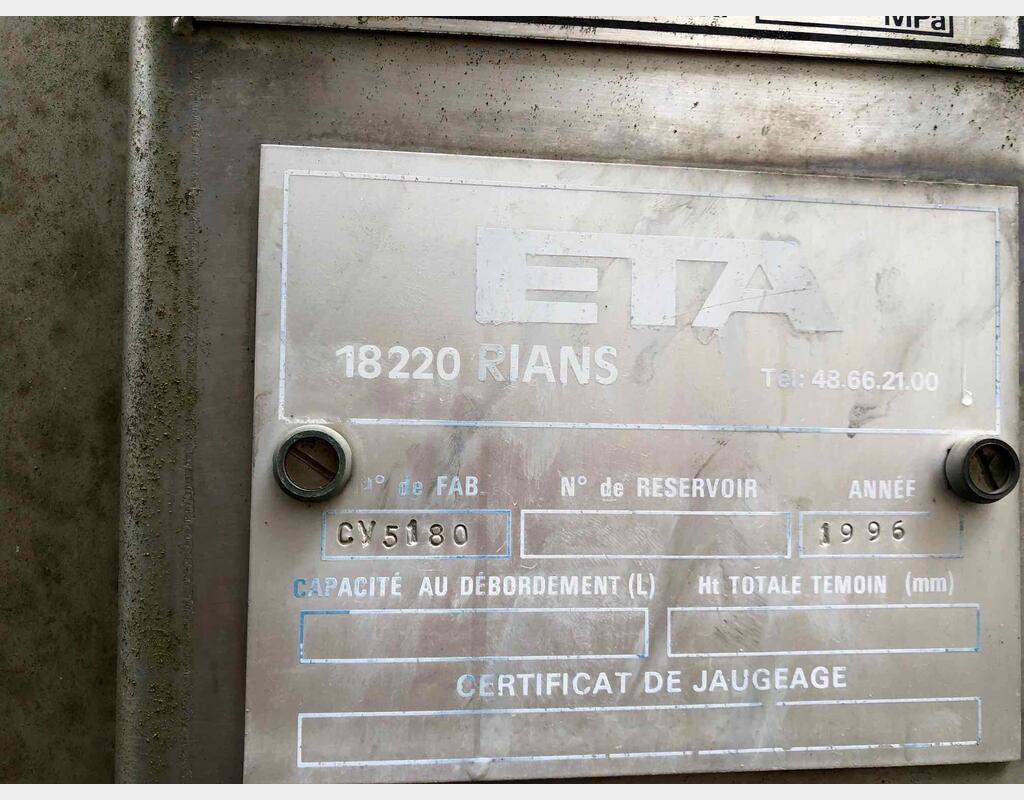 MPa
ETA
18220 RIANS Tél: 48.66.21.00
N° de FAB N° de RESERVOIR ANNÉE
CV5180 1996
CAPACITÉ AU DÉBORDEMENT (L) Ht TOTALE TEMOIN (mm)
CERTIFICAT DE JAUGEAGE